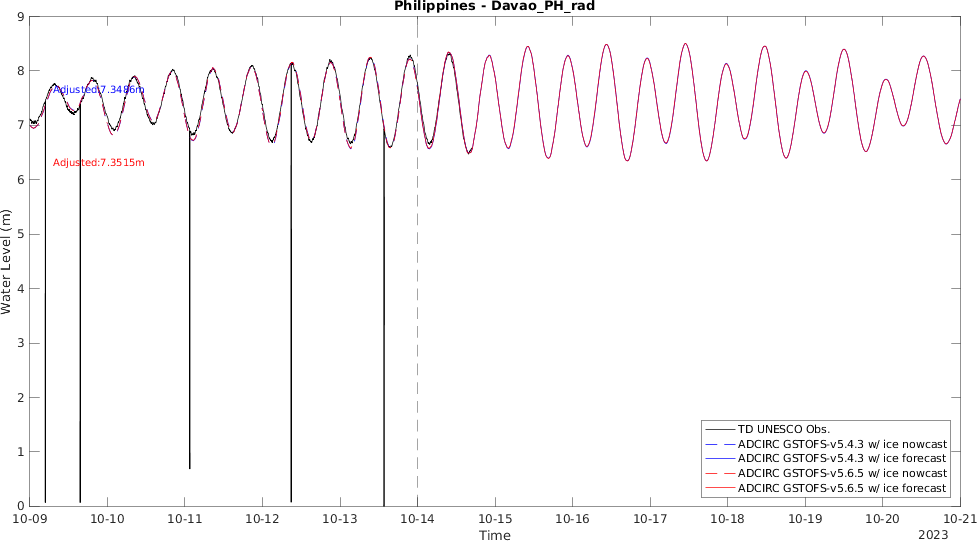 Philippines - Davao_PH_rad
Water Level (m)
9
8
7
6
5
4
3
2
1
0
Adjusted:7.3486m
Adjusted:7.3515m
TD UNESCO Obs.
ADCIRC GSTOFS-v5.4.3 w/ ice nowcast
ADCIRC GSTOFS-v5.4.3 w/ ice forecast
ADCIRC GSTOFS-v5.6.5 w/ ice nowcast
ADCIRC GSTOFS-v5.6.5 w/ ice forecast
10-09 10-10 10-11 10-12 10-13 10-14 10-15 10-16 10-17 10-18 10-19 10-20 10-21
Time
2023